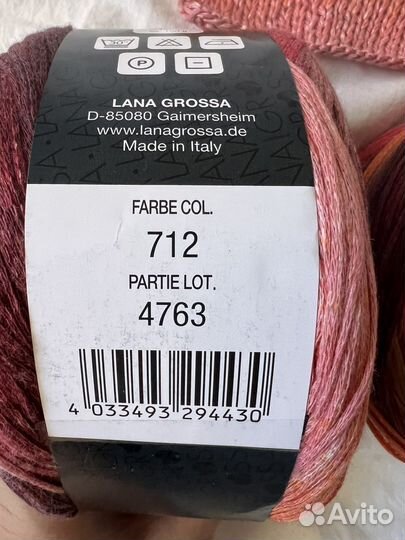 30°
P
LANA GROSSA
D-85080 Gaimersheim
www.lanagrossa.de
Made in Italy
FARBE COL.
712
PARTIE LOT.
4763
4 033493 294430
Avito